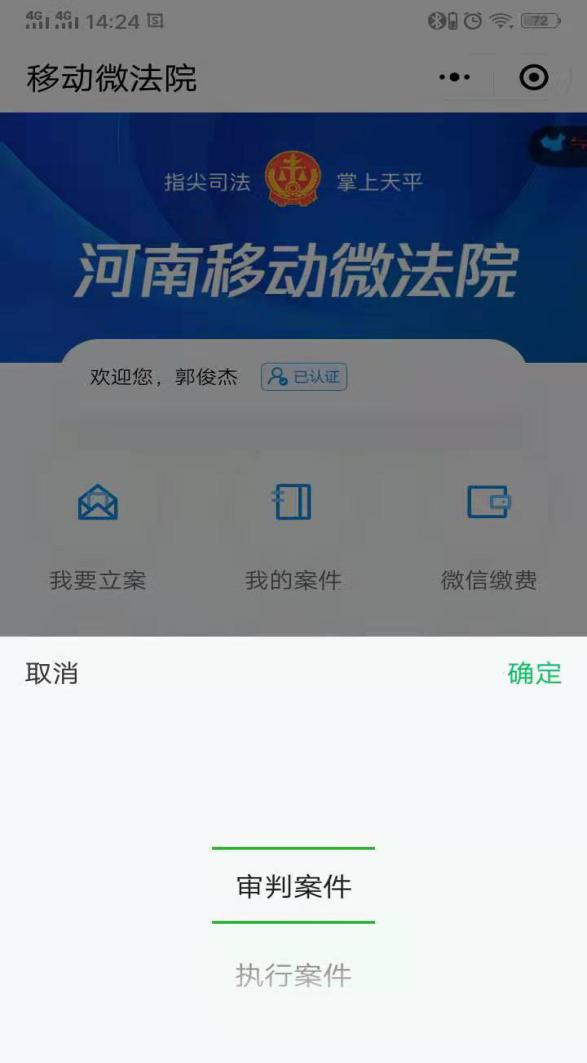 4G 4G 14:24 72
移动微法院
指尖司法 掌上天平
河南移动微法院
欢迎您，郭俊杰 已认证
我要立案 我的案件 微信缴费
取消 确定
审判案件
执行案件